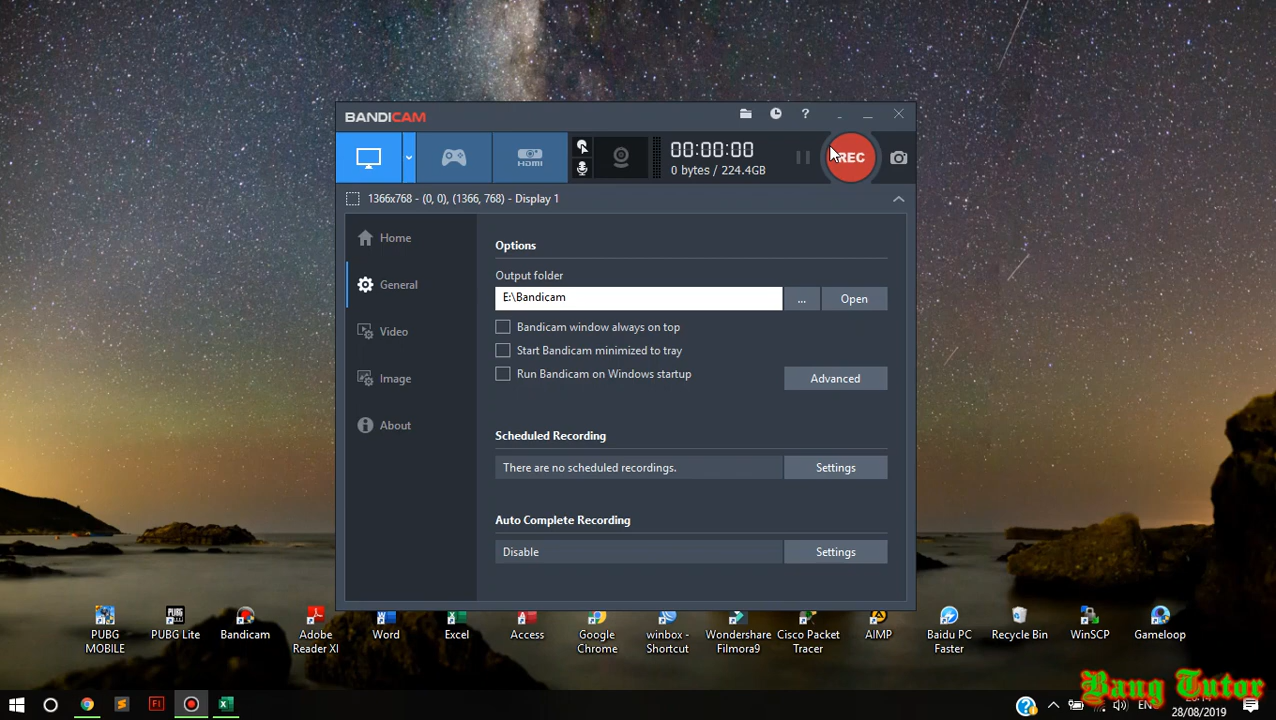 BANDICAM
?
HDMI
00:00:00
0 bytes / 224.4GB
REC
1366x768 - (0, 0), (1366, 768) - Display 1
Home
General
Video
Image
About
Options
Output folder
E:\Bandicam
...
Open
Bandicam window always on top
Start Bandicam minimized to tray
Run Bandicam on Windows startup
Advanced
Scheduled Recording
There are no scheduled recordings.
Settings
Auto Complete Recording
Disable
Settings
PUBG
MOBILE
PUBG Lite
Bandicam
Adobe
Reader XI
Word
Excel
Access
Google
Chrome
winbox -
Shortcut
Wondershare
Filmora9
Cisco Packet
Tracer
AIMP
Baidu PC
Faster
Recycle Bin
WinSCP
Gameloop
Fl
Bang Tutor
28/08/2019